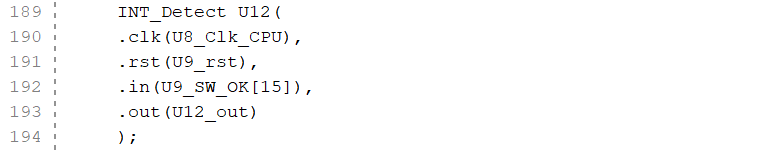 189 INT_Detect U12(
190 .clk(U8_Clk_CPU),
191 .rst(U9_rst),
192 .in(U9_SW_OK[15]),
193 .out(U12_out)
194 );